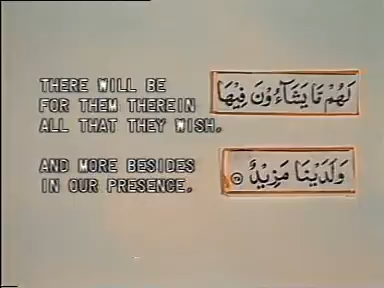 THERE WILL BE
FOR THEM THEREIN
ALL THAT THEY WISH,
لَهُم مَّا يَشَآءُونَ فِيهَا
AND MORE BESIDES
IN OUR PRESENCE.
وَلَدَيْنَا مَزِيدٌ ٣٥